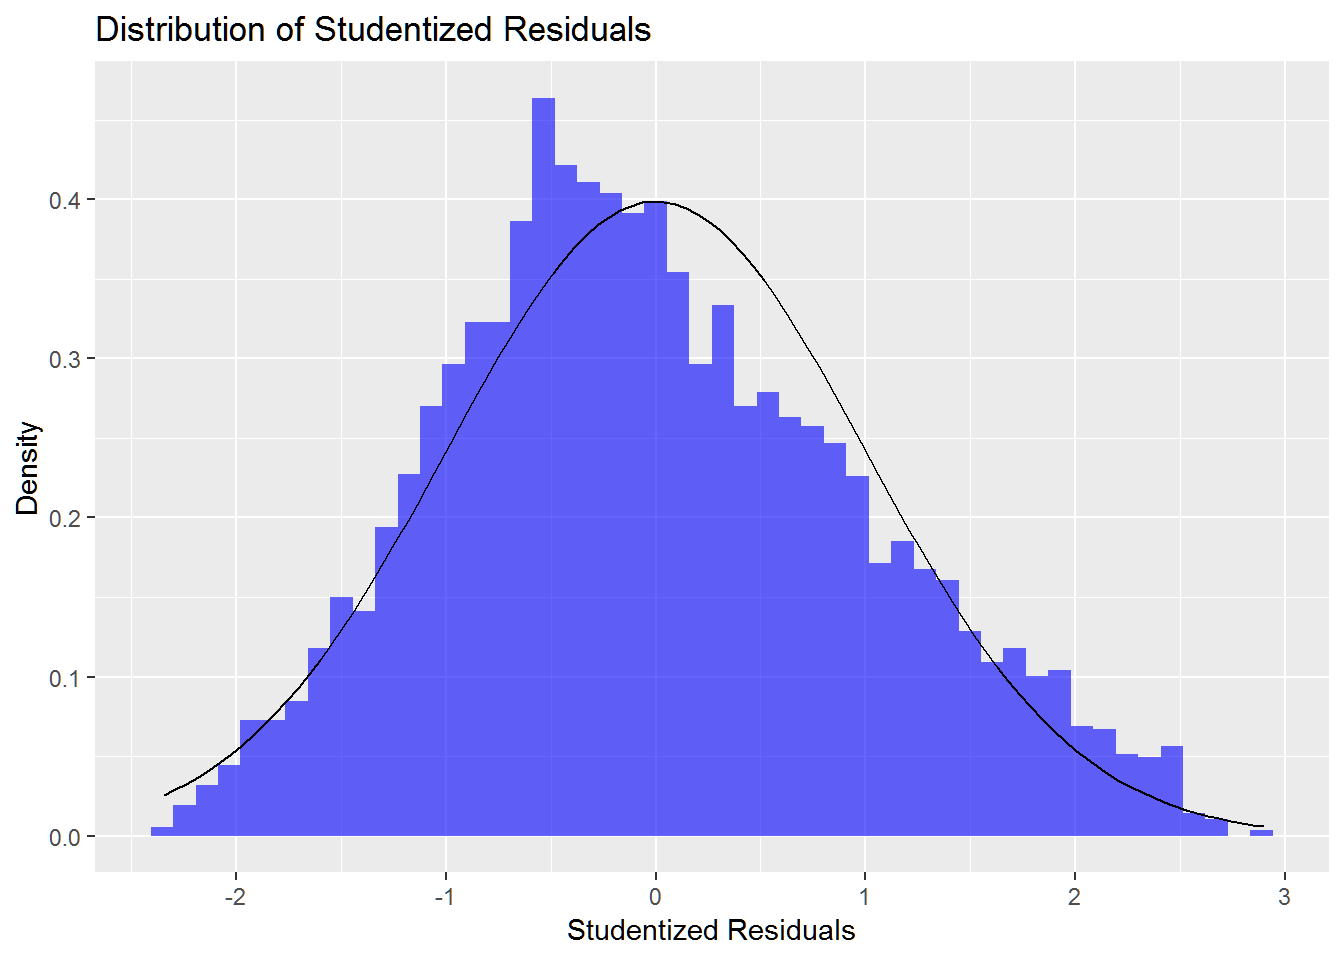 Distribution of Studentized Residuals
Density
0.4
0.3
0.2
0.1
0.0
-2 -1 0 1 2 3
Studentized Residuals